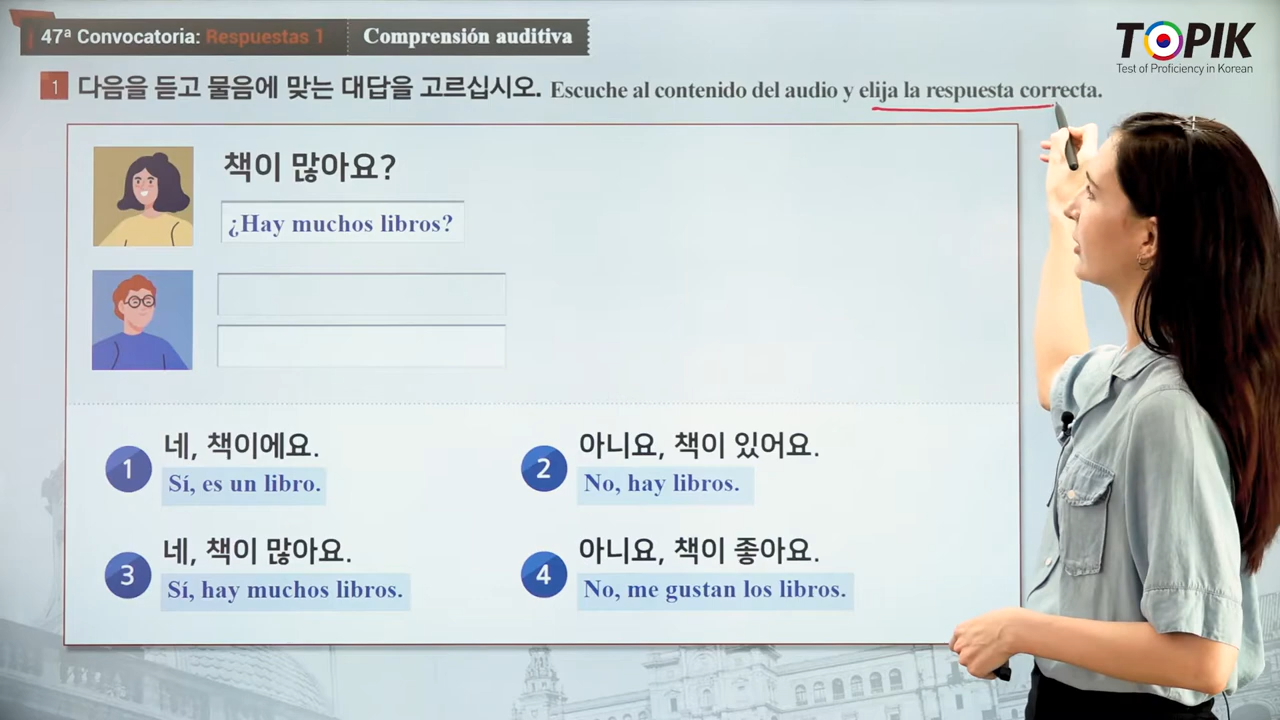 47ª Convocatoria: Respuestas 1 Comprensión auditiva
TOPIK
Test of Proficiency in Korean
1 다음을 듣고 물음에 맞는 대답을 고르십시오. Escuche al contenido del audio y elija la respuesta correcta.
책이 많아요?
¿Hay muchos libros?
1 네, 책이에요.
Sí, es un libro.
2 아니요, 책이 있어요.
No, hay libros.
3 네, 책이 많아요.
Sí, hay muchos libros.
4 아니요, 책이 좋아요.
No, me gustan los libros.